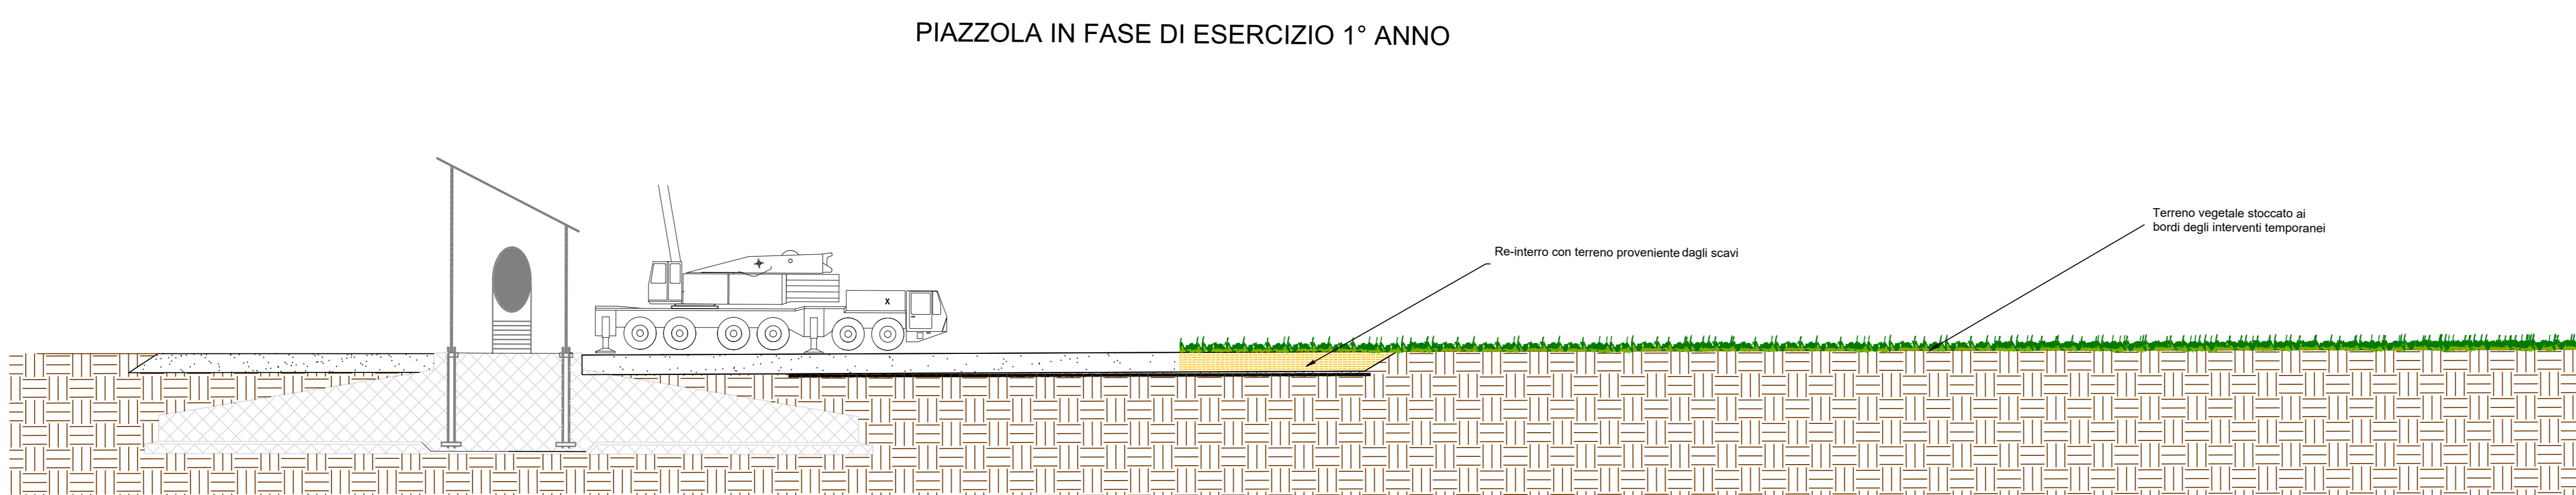 PIAZZOLA IN FASE DI ESERCIZIO 1° ANNO
Terreno vegetale stoccato ai
bordi degli interventi temporanei
Re-interro con terreno proveniente dagli scavi
X